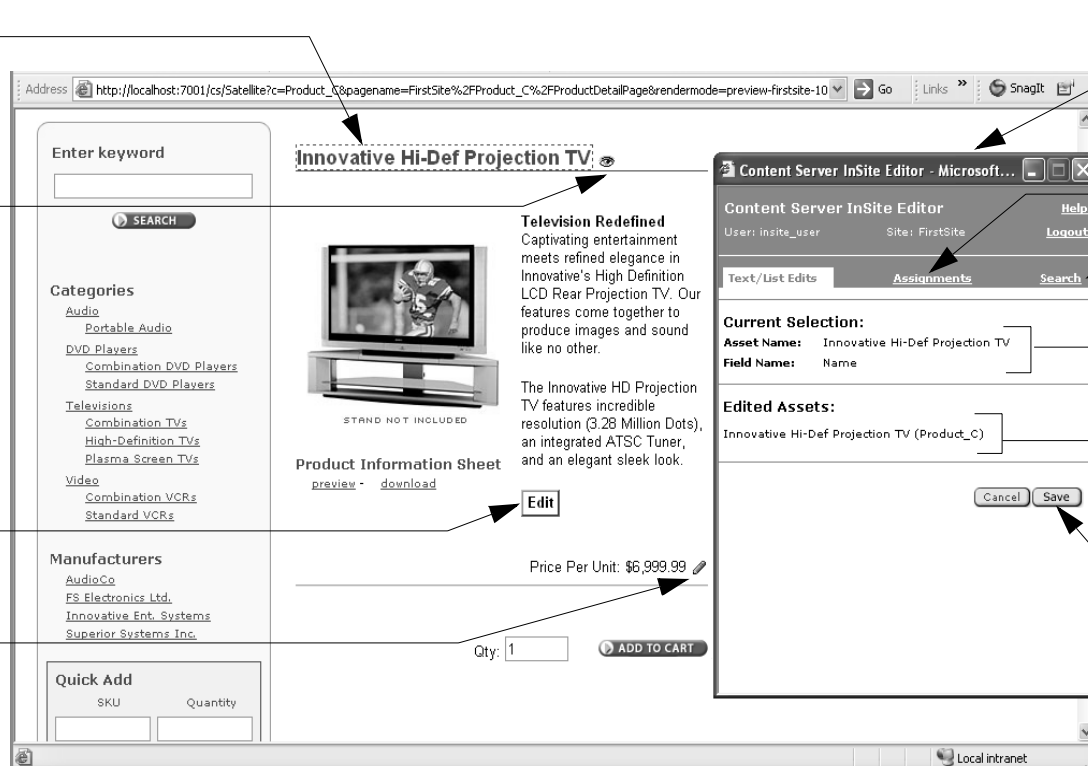 Address http://localhost:7001/cs/Satellite?c=Product_C&pagename=FirstSite%2FProduct_C%2FProductDetailPage&rendermode=preview-firstsite-10 Go Links » SnagIt
Enter keyword
SEARCH
Categories
Audio
Portable Audio
DVD Players
Combination DVD Players
Standard DVD Players
Televisions
Combination TVs
High-Definition TVs
Plasma Screen TVs
Video
Combination VCRs
Standard VCRs
Manufacturers
AudioCo
FS Electronics Ltd.
Innovative Ent. Systems
Superior Systems Inc.
Quick Add
SKU Quantity
Innovative Hi-Def Projection TV
STAND NOT INCLUDED
Product Information Sheet
preview - download
Television Redefined
Captivating entertainment
meets refined elegance in
Innovative's High Definition
LCD Rear Projection TV. Our
features come together to
produce images and sound
like no other.
The Innovative HD Projection
TV features incredible
resolution (3.28 Million Dots),
an integrated ATSC Tuner,
and an elegant sleek look.
Edit
Price Per Unit: $6,999.99
Qty: 1 ADD TO CART
Content Server InSite Editor - Microsoft...
Content Server InSite Editor Help
User: insite_user Site: FirstSite Logout
Text/List Edits Assignments Search
Current Selection:
Asset Name: Innovative Hi-Def Projection TV
Field Name: Name
Edited Assets:
Innovative Hi-Def Projection TV (Product_C)
Cancel Save
Local intranet